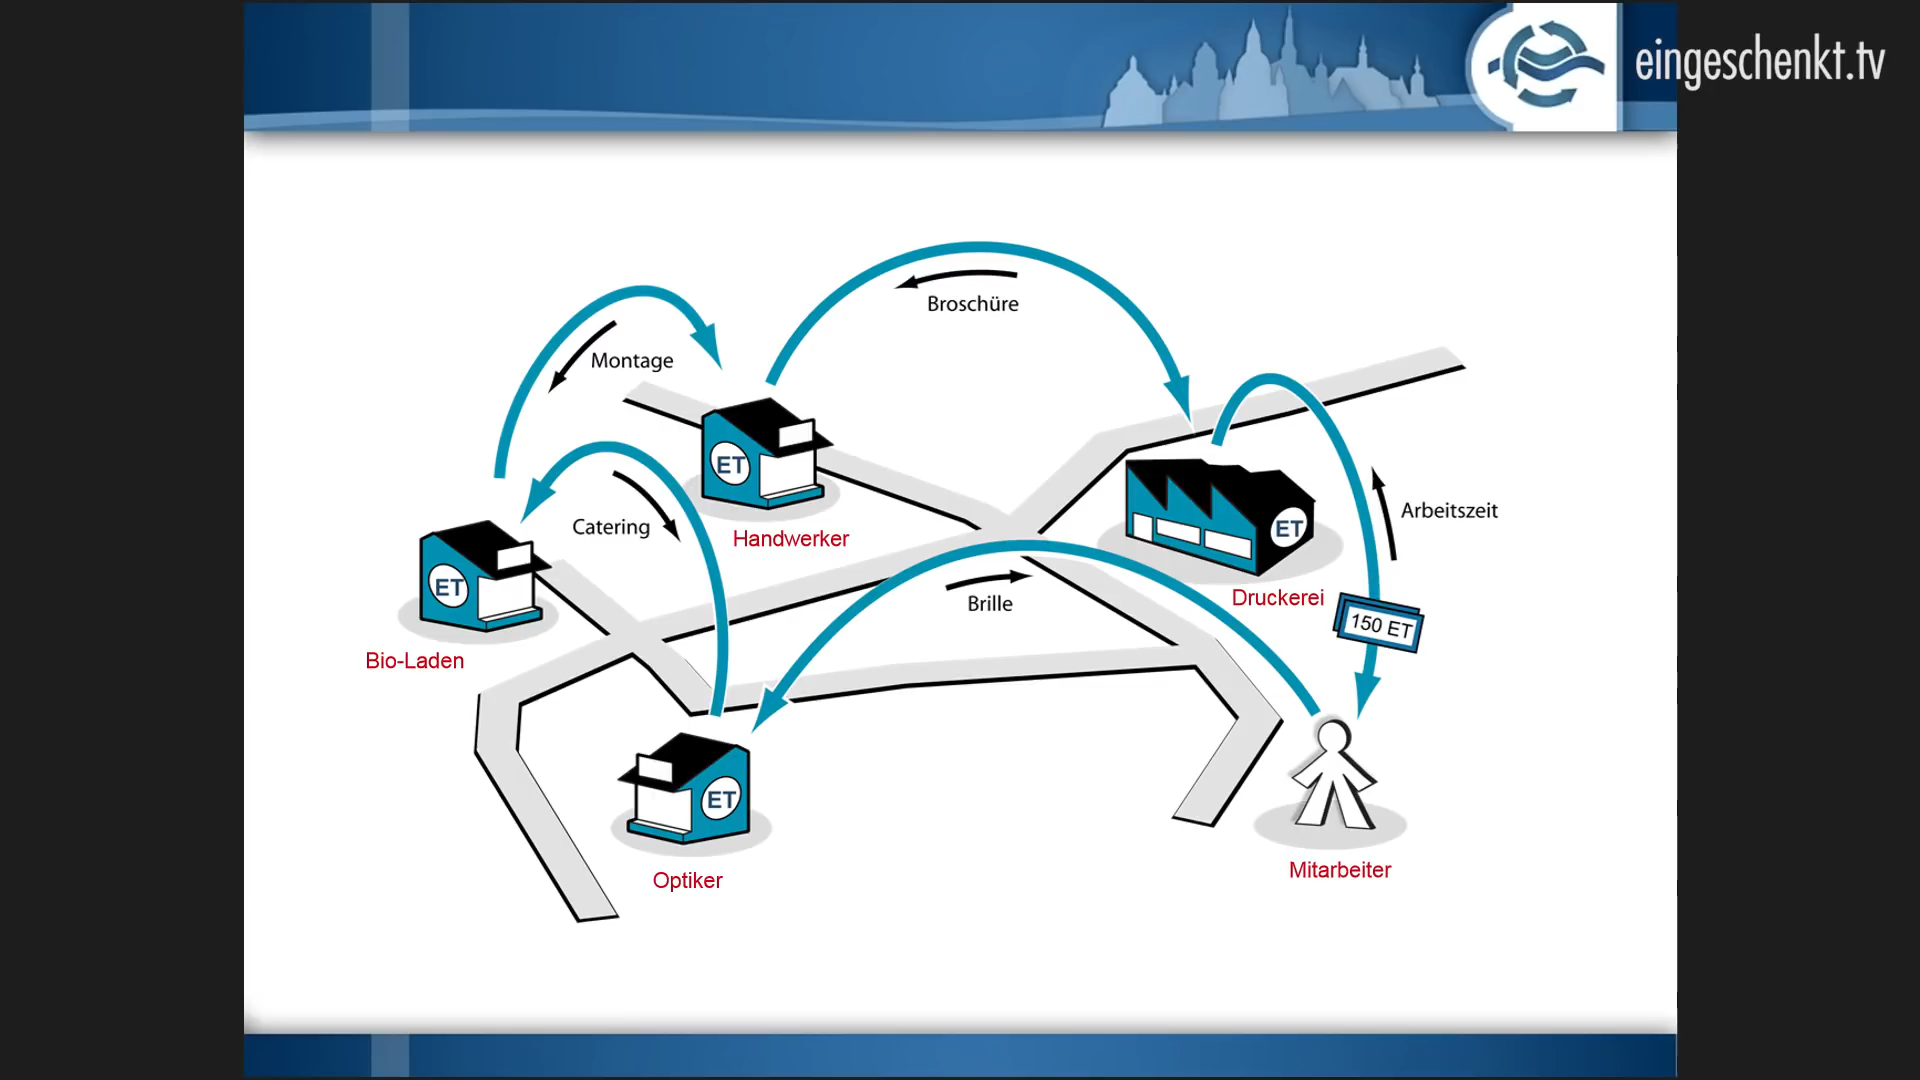 eingeschenkt.tv
Broschüre
Montage
ET
Handwerker
Catering
Arbeitszeit
ET
ET
Bio-Laden
Brille
Druckerei
150 ET
ET
Optiker
Mitarbeiter